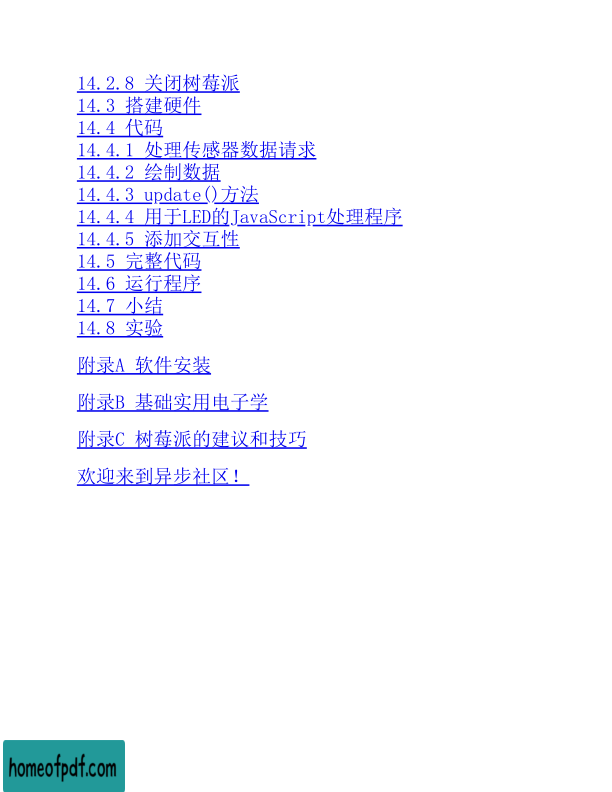 14.2.8 关闭树莓派
14.3 搭建硬件
14.4 代码
14.4.1 处理传感器数据请求
14.4.2 绘制数据
14.4.3 update()方法
14.4.4 用于LED的JavaScript处理程序
14.4.5 添加交互性
14.5 完整代码
14.6 运行程序
14.7 小结
14.8 实验
附录A 软件安装
附录B 基础实用电子学
附录C 树莓派的建议和技巧
欢迎来到异步社区！
homeofpdf.com